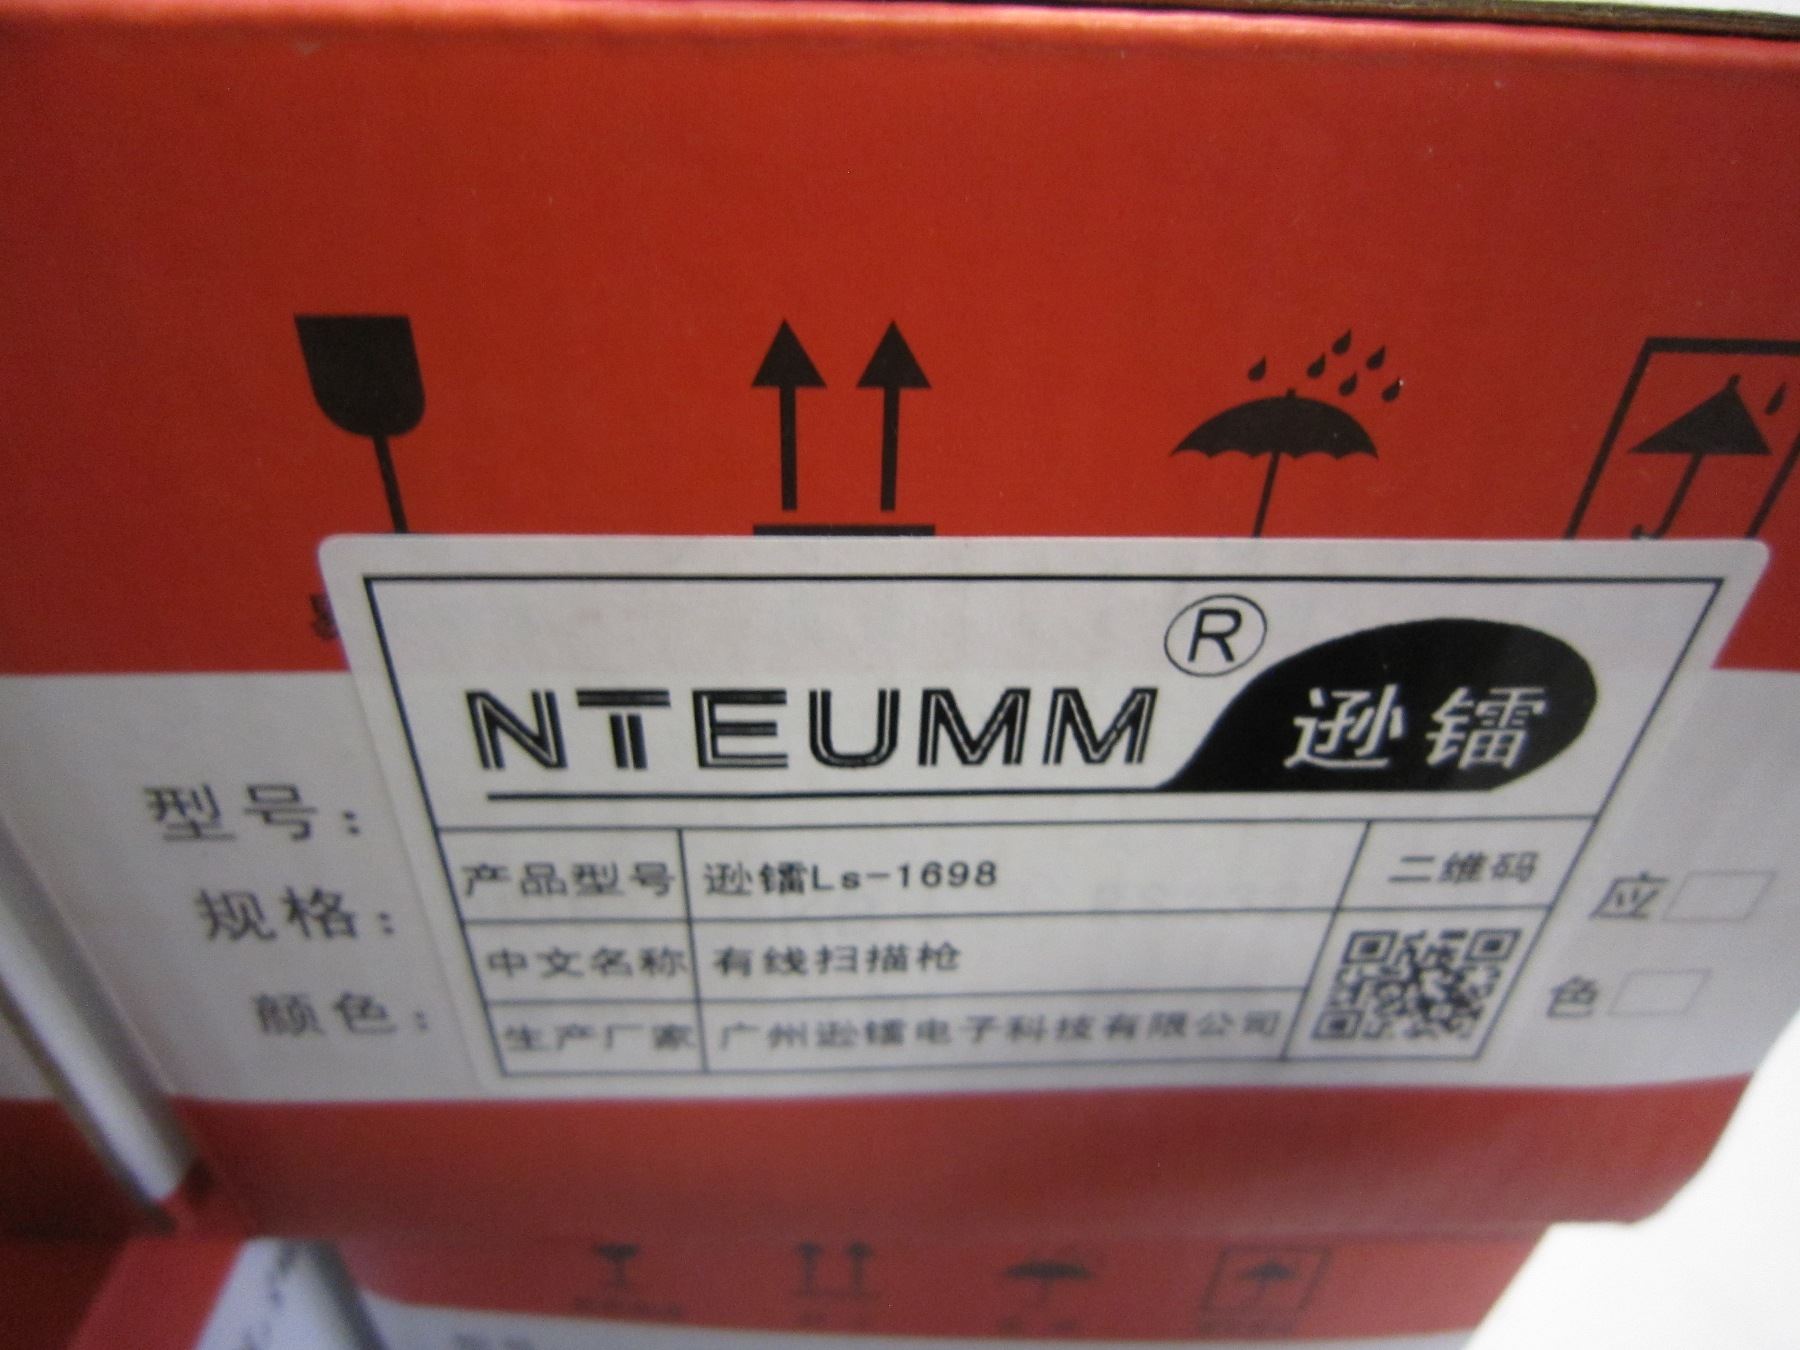 NTEUMM ® 逊镭
型号:
产品型号 逊镭Ls-1698 二维码
规格: 应
中文名称 有线扫描枪
颜色: 色
生产厂家 广州逊镭电子科技有限公司